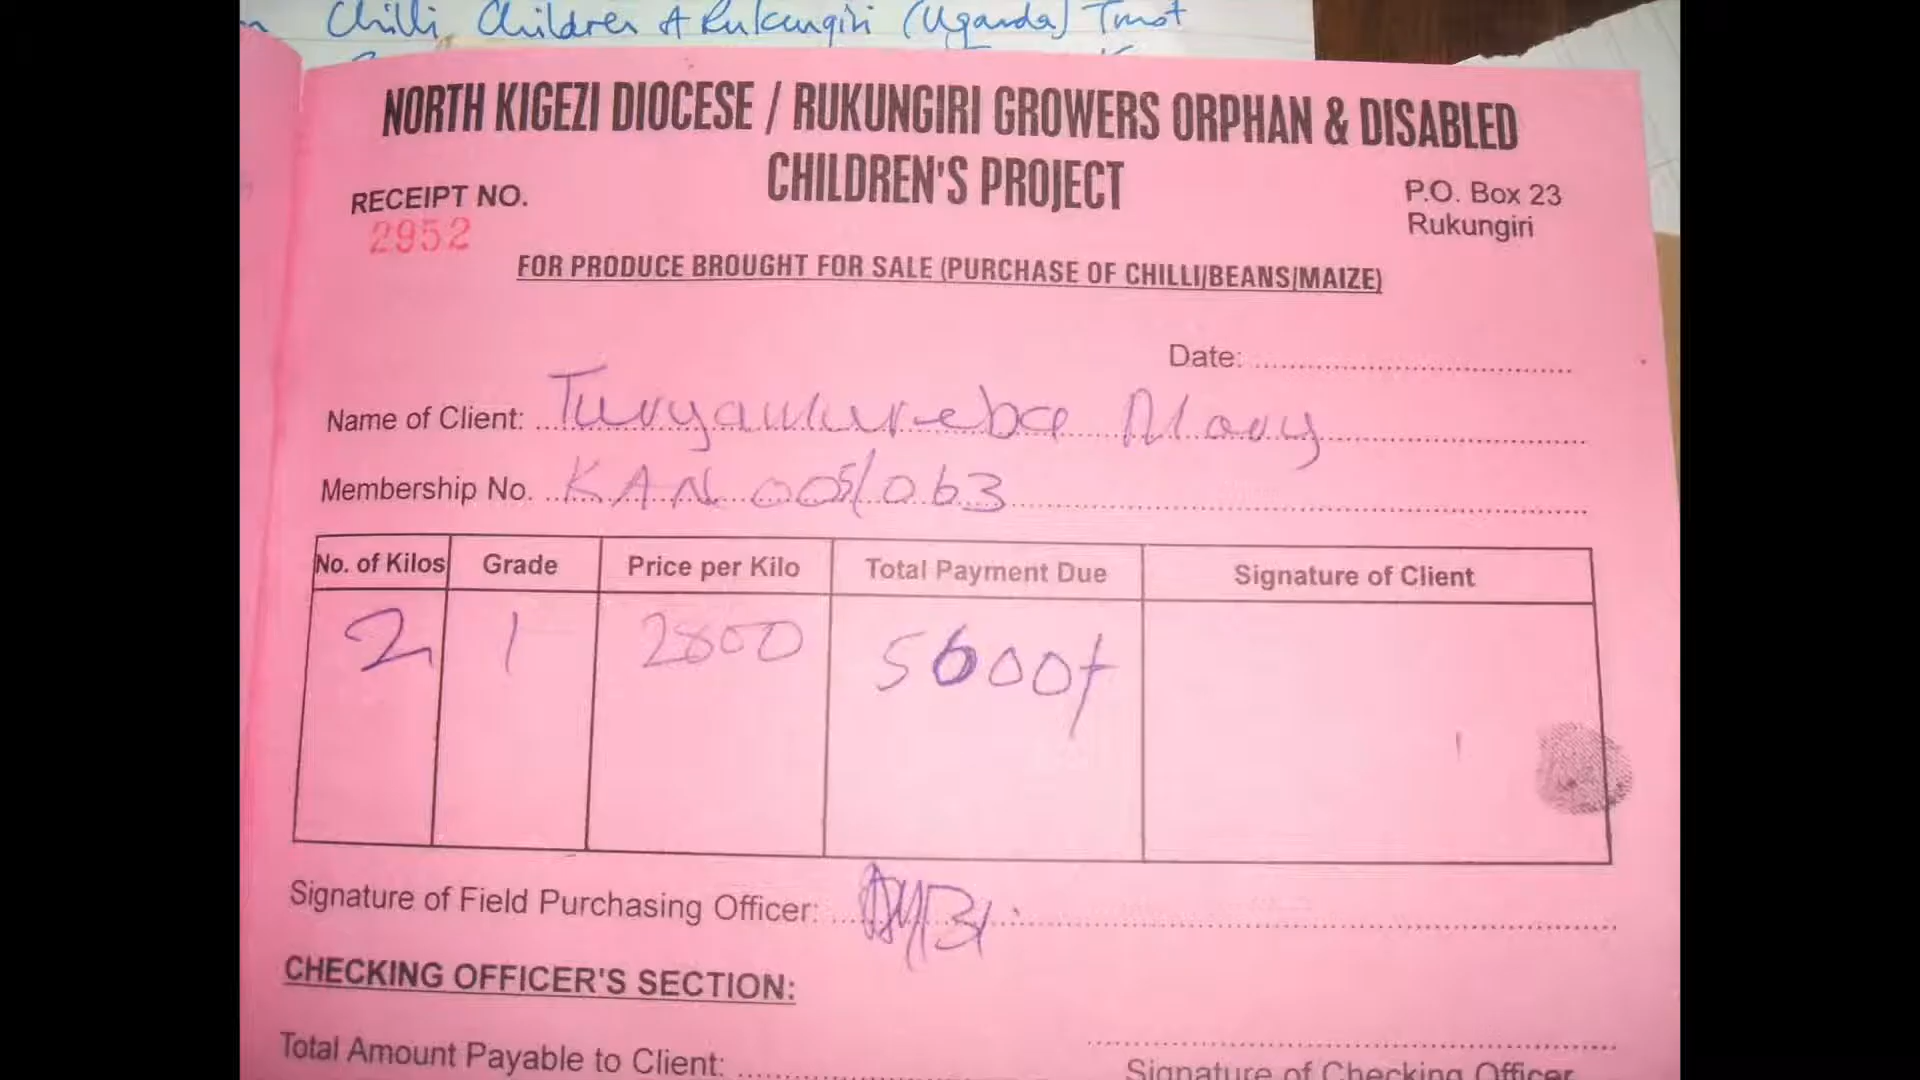 Chilli Children & Rukungiri (Uganda) Trust
NORTH KIGEZI DIOCESE / RUKUNGIRI GROWERS ORPHAN & DISABLED
CHILDREN'S PROJECT
RECEIPT NO.
2952
P.O. Box 23
Rukungiri
FOR PRODUCE BROUGHT FOR SALE (PURCHASE OF CHILLI/BEANS/MAIZE)
Date:
Name of Client: Mary
Membership No. KAN 005/063
No. of Kilos Grade Price per Kilo Total Payment Due Signature of Client
2 1 2800 5600/
Signature of Field Purchasing Officer:
CHECKING OFFICER'S SECTION:
Total Amount Payable to Client:
Signature of Checking Officer